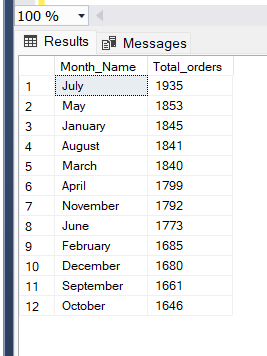 100 %
Results Messages
Month_Name Total_orders
1 July 1935
2 May 1853
3 January 1845
4 August 1841
5 March 1840
6 April 1799
7 November 1792
8 June 1773
9 February 1685
10 December 1680
11 September 1661
12 October 1646